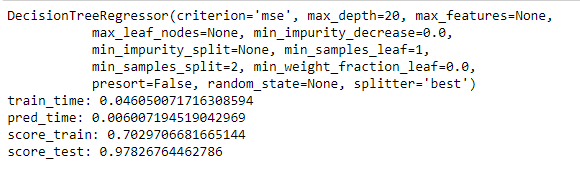 DecisionTreeRegressor(criterion='mse', max_depth=20, max_features=None,
max_leaf_nodes=None, min_impurity_decrease=0.0,
min_impurity_split=None, min_samples_leaf=1,
min_samples_split=2, min_weight_fraction_leaf=0.0,
presort=False, random_state=None, splitter='best')
train_time: 0.046050071716308594
pred_time: 0.006007194519042969
score_train: 0.7029706681665144
score_test: 0.97826764462786